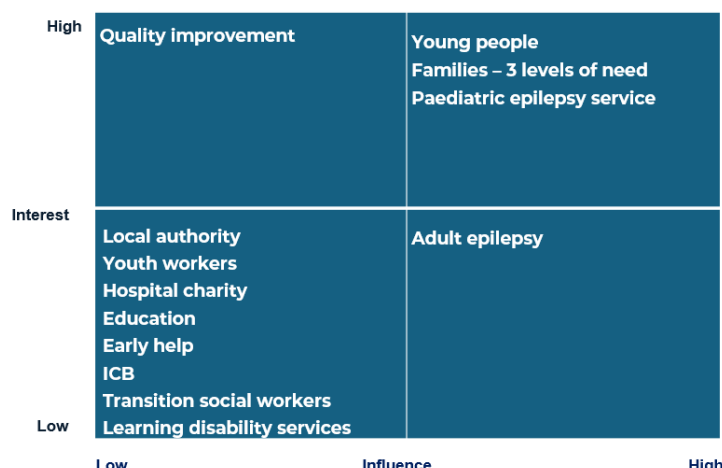 High
Quality improvement
Young people
Families – 3 levels of need
Paediatric epilepsy service
Interest
Local authority
Youth workers
Hospital charity
Education
Early help
ICB
Transition social workers
Learning disability services
Adult epilepsy
Low
Low
Influence
High